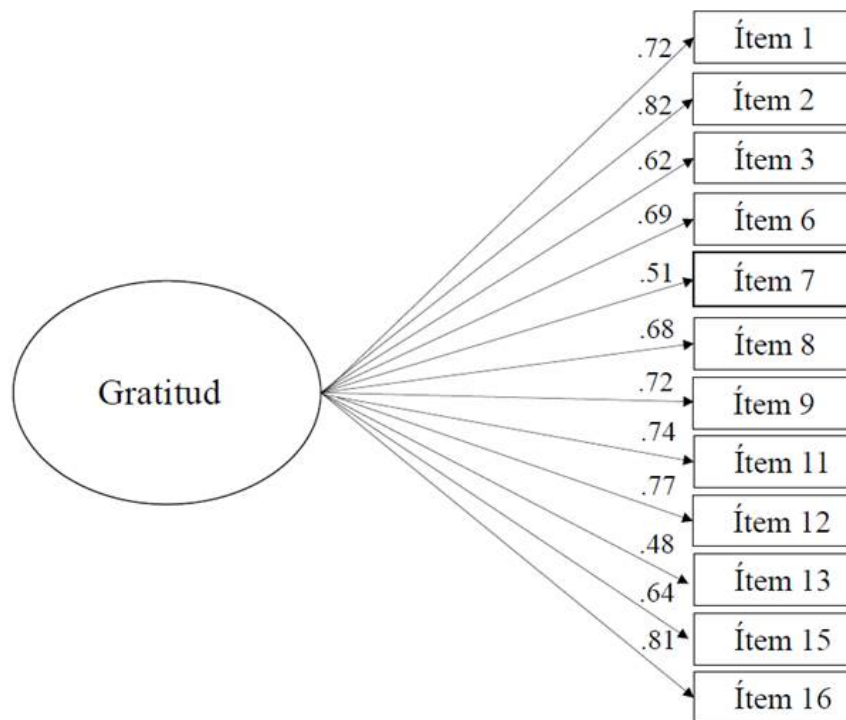 .72
Ítem 1
.82
Ítem 2
.62
Ítem 3
.69
Ítem 6
.51
Ítem 7
.68
Ítem 8
Gratitud
.72
Ítem 9
.74
Ítem 11
.77
Ítem 12
.48
Ítem 13
.64
Ítem 15
.81
Ítem 16